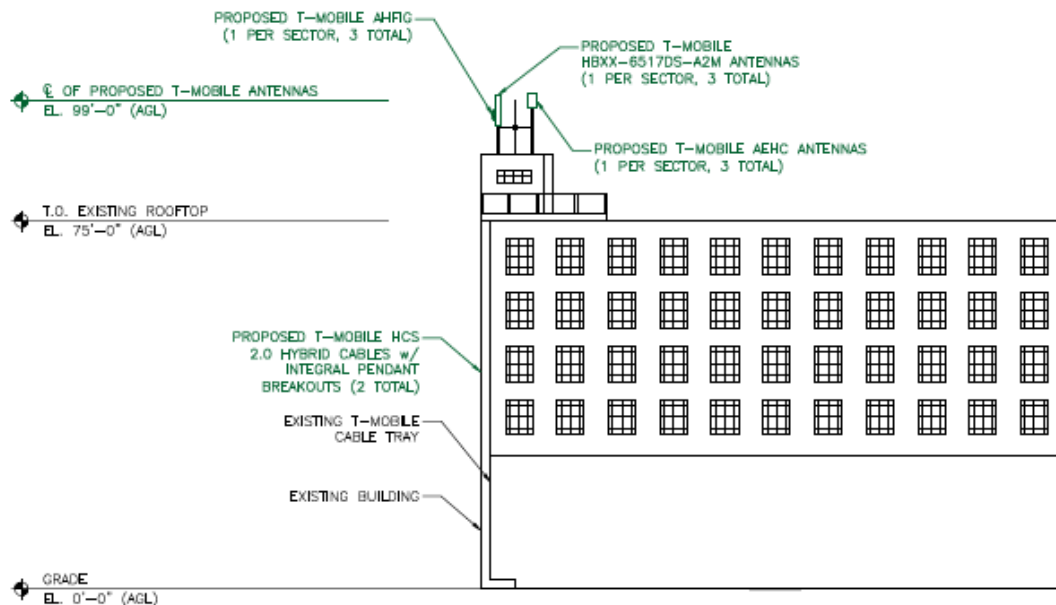 PROPOSED T-MOBILE AHFIG
(1 PER SECTOR, 3 TOTAL)
PROPOSED T-MOBILE
HBXX-6517DS-A2M ANTENNAS
(1 PER SECTOR, 3 TOTAL)
℄ OF PROPOSED T-MOBILE ANTENNAS
EL. 99'-0" (AGL)
PROPOSED T-MOBILE AEHC ANTENNAS
(1 PER SECTOR, 3 TOTAL)
T.O. EXISTING ROOFTOP
EL. 75'-0" (AGL)
PROPOSED T-MOBILE HCS
2.0 HYBRID CABLES w/
INTEGRAL PENDANT
BREAKOUTS (2 TOTAL)
EXISTING T-MOBILE
CABLE TRAY
EXISTING BUILDING
GRADE
EL. 0'-0" (AGL)